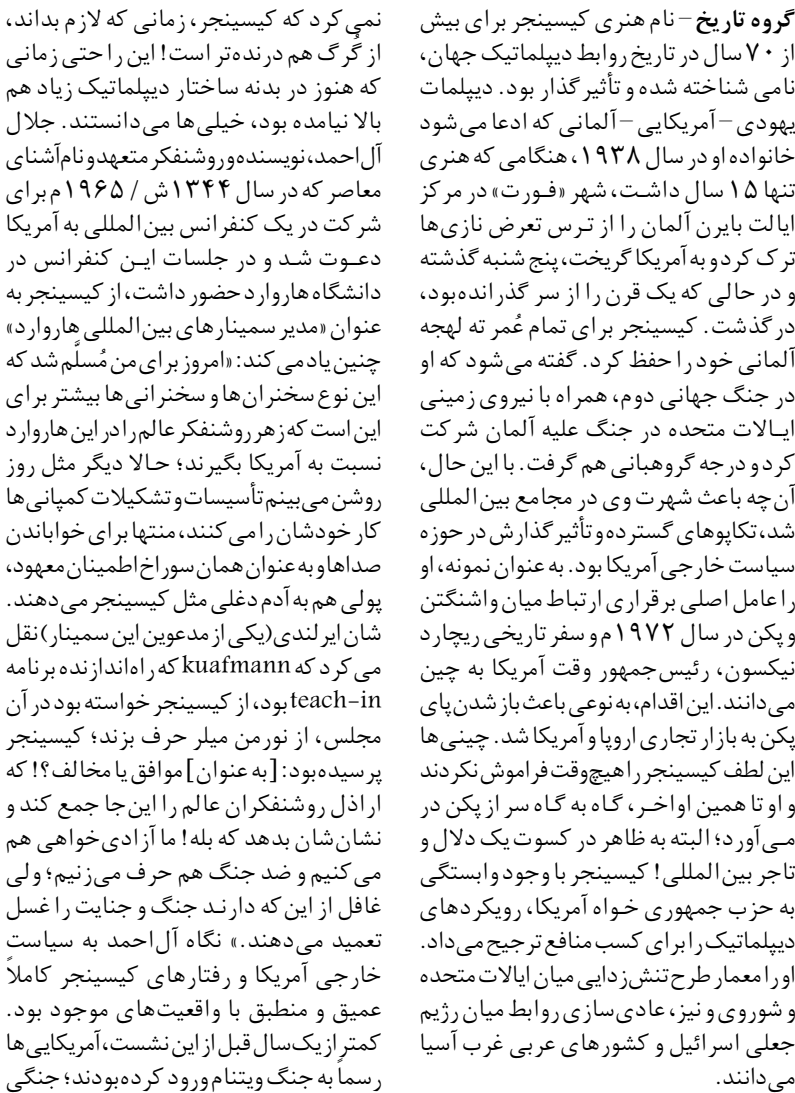 گروه تاریخ – نام هنری کیسینجر برای بیش
از ۷۰ سال در تاریخ روابط دیپلماتیک جهان،
نامی شناخته شده و تأثیرگذار بود. دیپلمات
یهودی – آمریکایی – آلمانی که ادعا می‌شود
خانواده او در سال ۱۹۳۸، هنگامی که هنری
تنها ۱۵ سال داشت، شهر «فورت» در مرکز
ایالت بایرن آلمان را از ترس تعرض نازی‌ها
ترک کرد و به آمریکا گریخت، پنج شنبه گذشته
و در حالی که یک قرن را از سر گذرانده بود،
درگذشت. کیسینجر برای تمام عُمر ته لهجه
آلمانی خود را حفظ کرد. گفته می‌شود که او
در جنگ جهانی دوم، همراه با نیروی زمینی
ایالات متحده در جنگ علیه آلمان شرکت
کرد و درجه گروهبانی هم گرفت. با این حال،
آن‌چه باعث شهرت وی در مجامع بین‌المللی
شد، تکاپوهای گسترده و تأثیرگذارش در حوزه
سیاست خارجی آمریکا بود. به عنوان نمونه، او
را عامل اصلی برقراری ارتباط میان واشنگتن
و پکن در سال ۱۹۷۲م و سفر تاریخی ریچارد
نیکسون، رئیس‌جمهور وقت آمریکا به چین
می‌دانند. این اقدام، به‌نوعی باعث باز شدن پای
پکن به بازار تجاری اروپا و آمریکا شد. چینی‌ها
این لطف کیسینجر را هیچ‌وقت فراموش نکردند
و او تا همین اواخر، گاه به گاه سر از پکن در
می‌آورد؛ البته به ظاهر در کسوت یک دلال و
تاجر بین‌المللی! کیسینجر با وجود وابستگی
به حزب جمهوری خواه آمریکا، رویکردهای
دیپلماتیک را برای کسب منافع ترجیح می‌داد.
او را معمار طرح تنش‌زدایی میان ایالات متحده
و شوروی و نیز، عادی‌سازی روابط میان رژیم
جعلی اسرائیل و کشورهای عربی غرب آسیا
می‌دانند.
نمی‌کرد که کیسینجر، زمانی که لازم بداند،
از گُرگ هم درنده‌تر است! این را حتی زمانی
که هنوز در بدنه ساختار دیپلماتیک زیاد هم
بالا نیامده بود، خیلی‌ها می‌دانستند. جلال
آل‌احمد، نویسنده و روشنفکر متعهد و نام‌آشنای
معاصر که در سال ۱۳۴۴ش / ۱۹۶۵م برای
شرکت در یک کنفرانس بین‌المللی به آمریکا
دعوت شد و در جلسات این کنفرانس در
دانشگاه هاروارد حضور داشت، از کیسینجر به
عنوان «مدیر سمینارهای بین‌المللی هاروارد»
چنین یاد می‌کند: «امروز برای من مُسلَّم شد که
این نوع سخنران‌ها و سخنرانی‌ها بیشتر برای
این است که زهر روشنفکر عالم را در این هاروارد
نسبت به آمریکا بگیرند؛ حالا دیگر مثل روز
روشن می‌بینم تأسیسات و تشکیلات کمپانی‌ها
کار خودشان را می‌کنند، منتها برای خواباندن
صداها و به عنوان همان سوراخ اطمینان معهود،
پولی هم به آدم دغلی مثل کیسینجر می‌دهند.
شان ایرلندی (یکی از مدعوین این سمینار) نقل
می‌کرد که kuafmann که راه‌اندازنده برنامه
teach-in بود، از کیسینجر خواسته بود در آن
مجلس، از نورمن میلر حرف بزند؛ کیسینجر
پرسیده بود: [به عنوان] موافق یا مخالف؟! که
اراذل روشنفکران عالم را این‌جا جمع کند و
نشان‌شان بدهد که بله! ما آزادی‌خواهی هم
می‌کنیم و ضد جنگ هم حرف می‌زنیم؛ ولی
غافل از این که دارند جنگ و جنایت را غسل
تعمید می‌دهند.» نگاه آل‌احمد به سیاست
خارجی آمریکا و رفتارهای کیسینجر کاملاً
عمیق و منطبق با واقعیت‌های موجود بود.
کمتر از یک‌سال قبل از این نشست، آمریکایی‌ها
رسماً به جنگ ویتنام ورود کرده بودند؛ جنگی